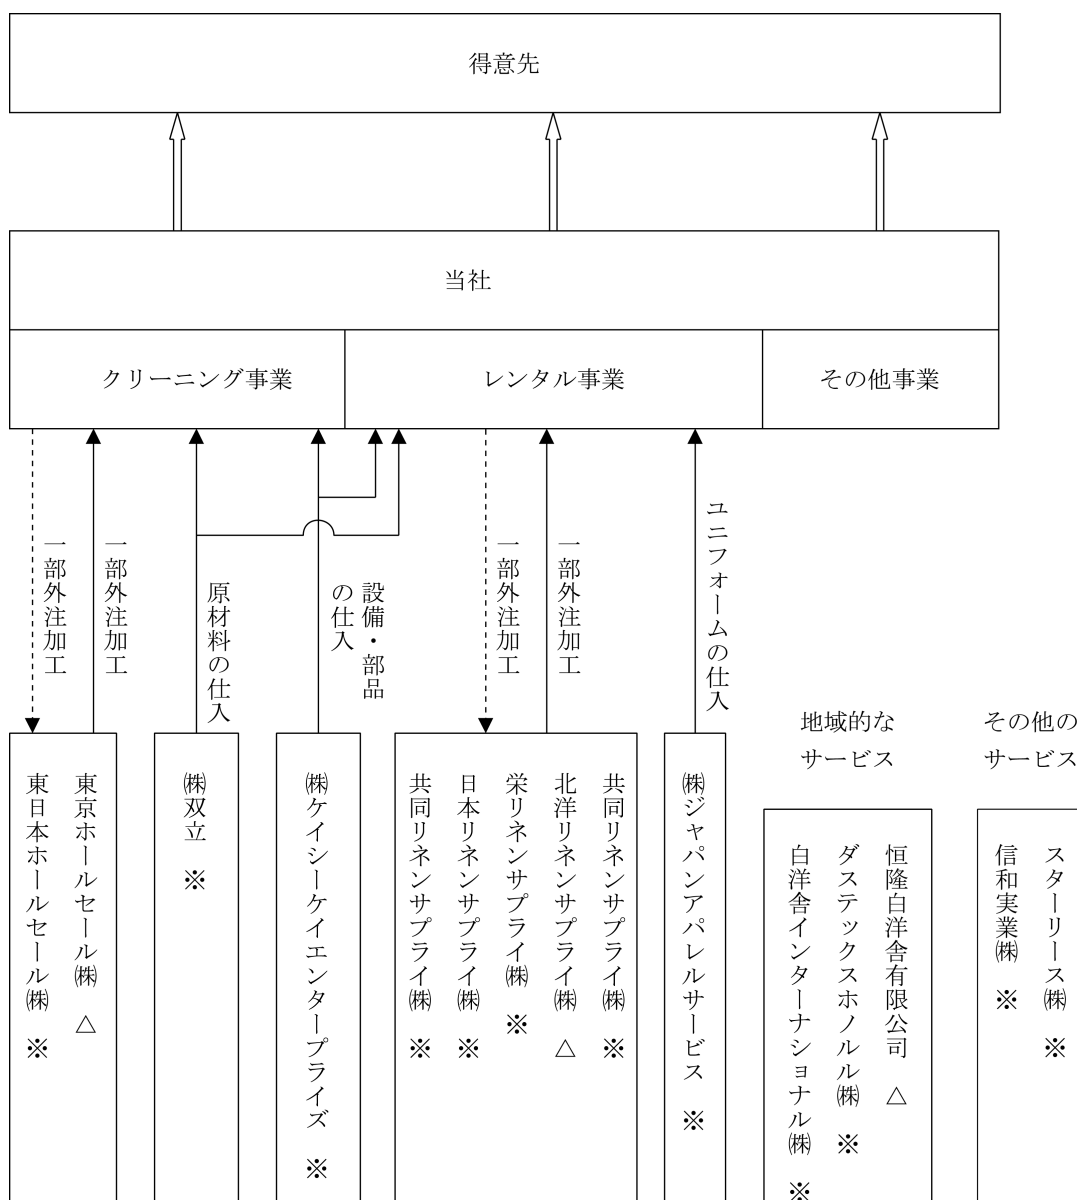 得意先
当社
クリーニング事業
レンタル事業
その他事業
一部外注加工
一部外注加工
原材料の仕入
設備・部品
の仕入
一部外注加工
一部外注加工
ユニフォームの仕入
地域的な
サービス
その他の
サービス
東京ホールセール㈱ △
東日本ホールセール㈱ ※
㈱双立 ※
㈱ケイシーケイエンタープライズ ※
共同リネンサプライ㈱ ※
北洋リネンサプライ㈱ △
栄リネンサプライ㈱ ※
日本リネンサプライ㈱ ※
共同リネンサプライ㈱ ※
㈱ジャパンアパレルサービス ※
恒隆白洋舎有限公司 △
ダステックスホノルル㈱ ※
白洋舎インターナショナル㈱ ※
スターリース㈱ ※
信和実業㈱ ※